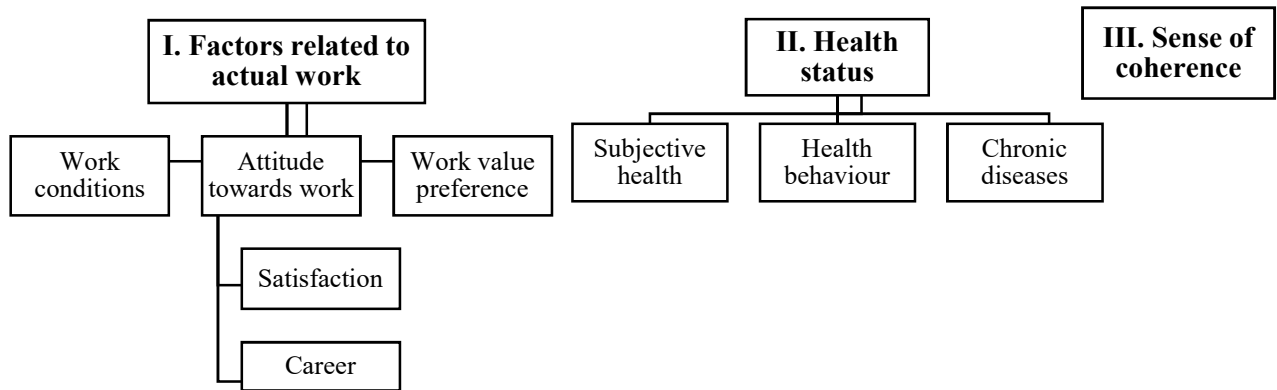 I. Factors related to
actual work
II. Health
status
III. Sense of
coherence
Work
conditions
Attitude
towards work
Work value
preference
Subjective
health
Health
behaviour
Chronic
diseases
Satisfaction
Career